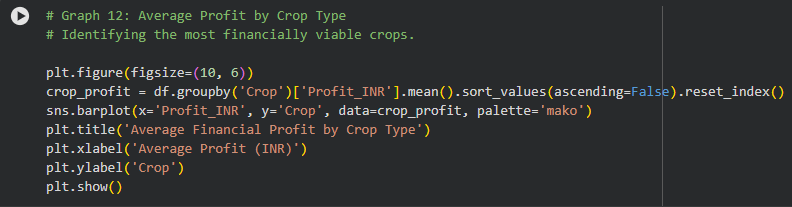 # Graph 12: Average Profit by Crop Type
# Identifying the most financially viable crops.
plt.figure(figsize=(10, 6))
crop_profit = df.groupby('Crop')['Profit_INR'].mean().sort_values(ascending=False).reset_index()
sns.barplot(x='Profit_INR', y='Crop', data=crop_profit, palette='mako')
plt.title('Average Financial Profit by Crop Type')
plt.xlabel('Average Profit (INR)')
plt.ylabel('Crop')
plt.show()